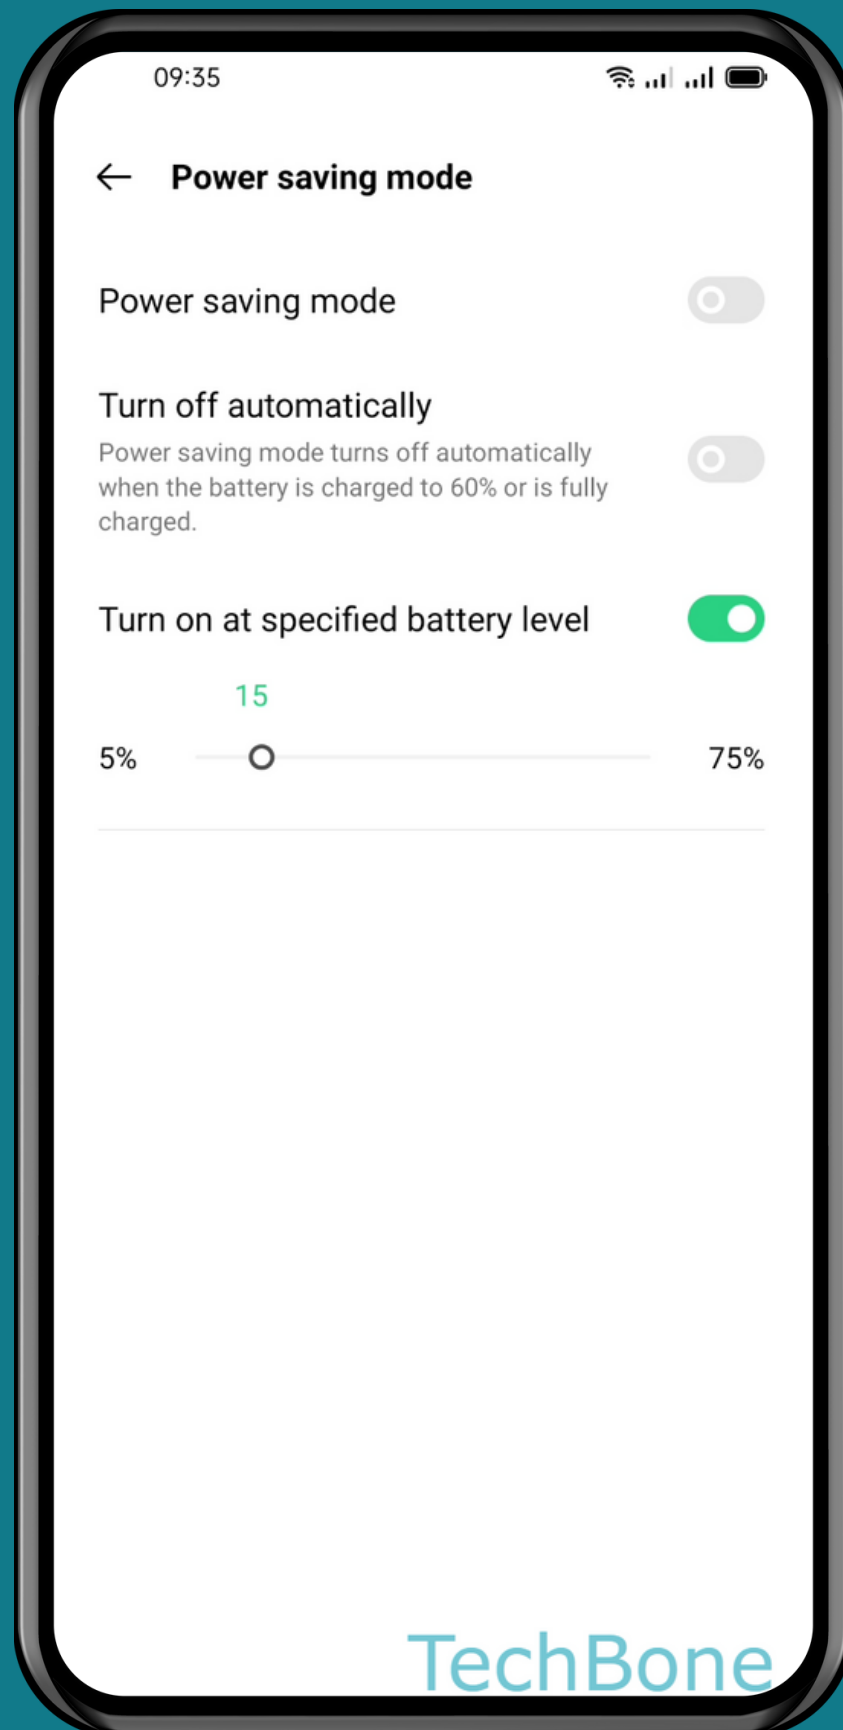 09:35
Power saving mode
Power saving mode
Turn off automatically
Power saving mode turns off automatically
when the battery is charged to 60% or is fully
charged.
Turn on at specified battery level
15
5% 75%
TechBone